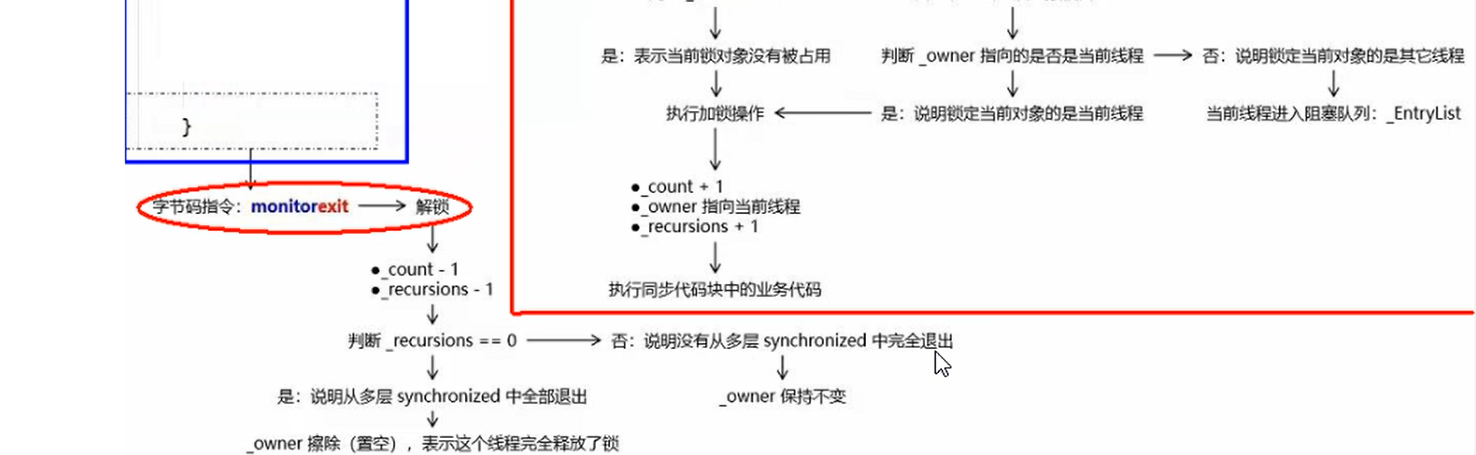 是：表示当前锁对象没有被占用
判断 _owner 指向的是否是当前线程
否：说明锁定当前对象的是其它线程
执行加锁操作
是：说明锁定当前对象的是当前线程
当前线程进入阻塞队列：_EntryList
}
●_count + 1
●_owner 指向当前线程
●_recursions + 1
字节码指令：monitorexit
解锁
●_count - 1
●_recursions - 1
执行同步代码块中的业务代码
判断 _recursions == 0
否：说明没有从多层 synchronized 中完全退出
是：说明从多层 synchronized 中全部退出
_owner 保持不变
_owner 擦除（置空），表示这个线程完全释放了锁